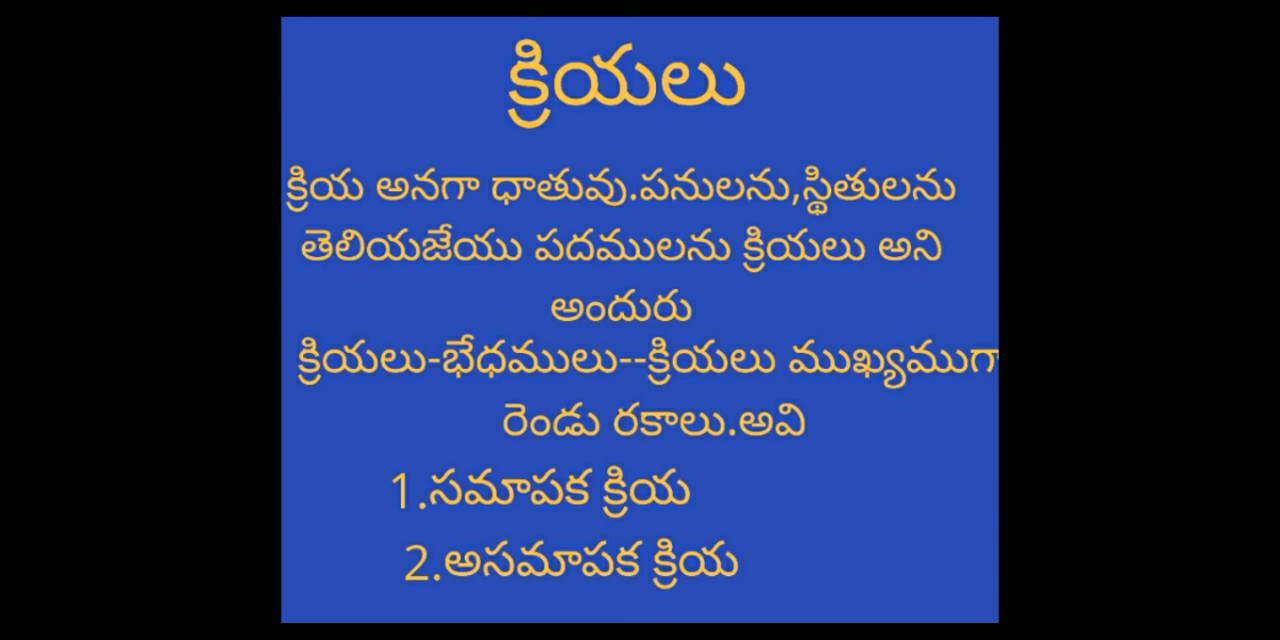 క్రియలు
క్రియ అనగా ధాతువు.పనులను,స్థితులను
తెలియజేయు పదములను క్రియలు అని
అందురు
క్రియలు-భేధములు--క్రియలు ముఖ్యముగా
రెండు రకాలు.అవి
1.సమాపక క్రియ
2.అసమాపక క్రియ